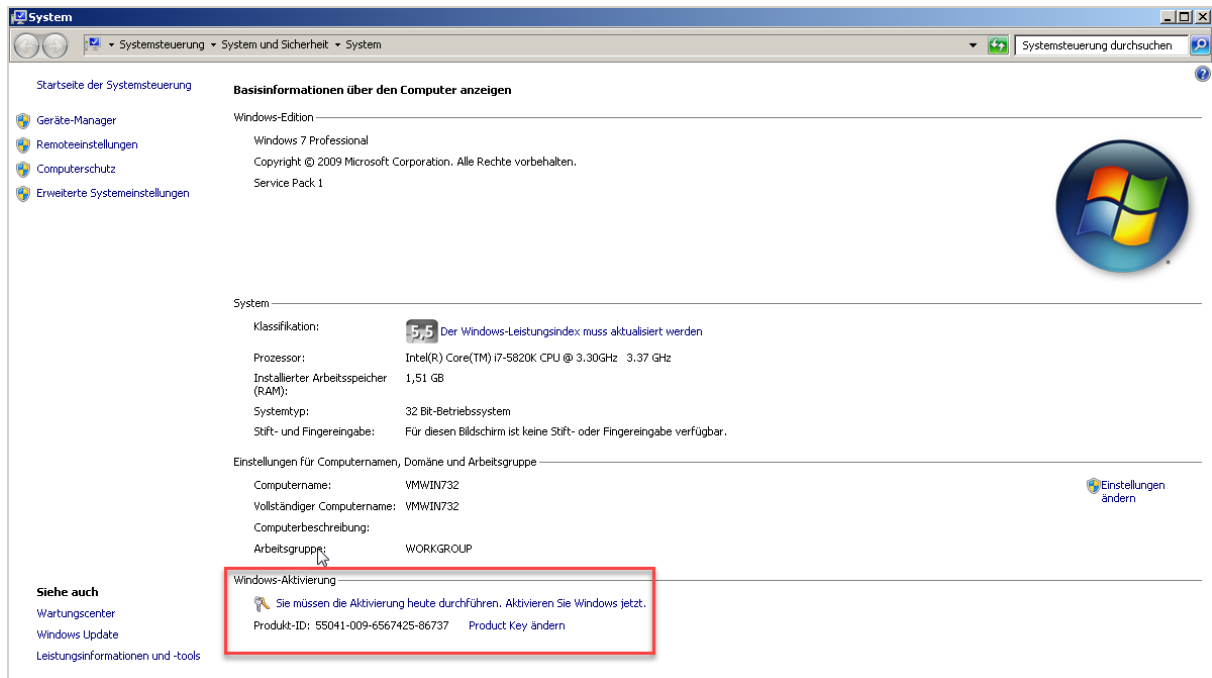 System
Systemsteuerung System und Sicherheit System
Systemsteuerung durchsuchen
Startseite der Systemsteuerung
Geräte-Manager
Remoteeinstellungen
Computerschutz
Erweiterte Systemeinstellungen
Basisinformationen über den Computer anzeigen
Windows-Edition
Windows 7 Professional
Copyright © 2009 Microsoft Corporation. Alle Rechte vorbehalten.
Service Pack 1
System
Klassifikation: 5,5 Der Windows-Leistungsindex muss aktualisiert werden
Prozessor: Intel(R) Core(TM) i7-5820K CPU @ 3.30GHz 3.37 GHz
Installierter Arbeitsspeicher 1,51 GB
(RAM):
Systemtyp: 32 Bit-Betriebssystem
Stift- und Fingereingabe: Für diesen Bildschirm ist keine Stift- oder Fingereingabe verfügbar.
Einstellungen für Computernamen, Domäne und Arbeitsgruppe
Computername: VMWIN732
Einstellungen
ändern
Vollständiger Computername: VMWIN732
Computerbeschreibung:
Arbeitsgruppe: WORKGROUP
Windows-Aktivierung
Sie müssen die Aktivierung heute durchführen. Aktivieren Sie Windows jetzt.
Produkt-ID: 55041-009-6567425-86737 Product Key ändern
Siehe auch
Wartungscenter
Windows Update
Leistungsinformationen und -tools